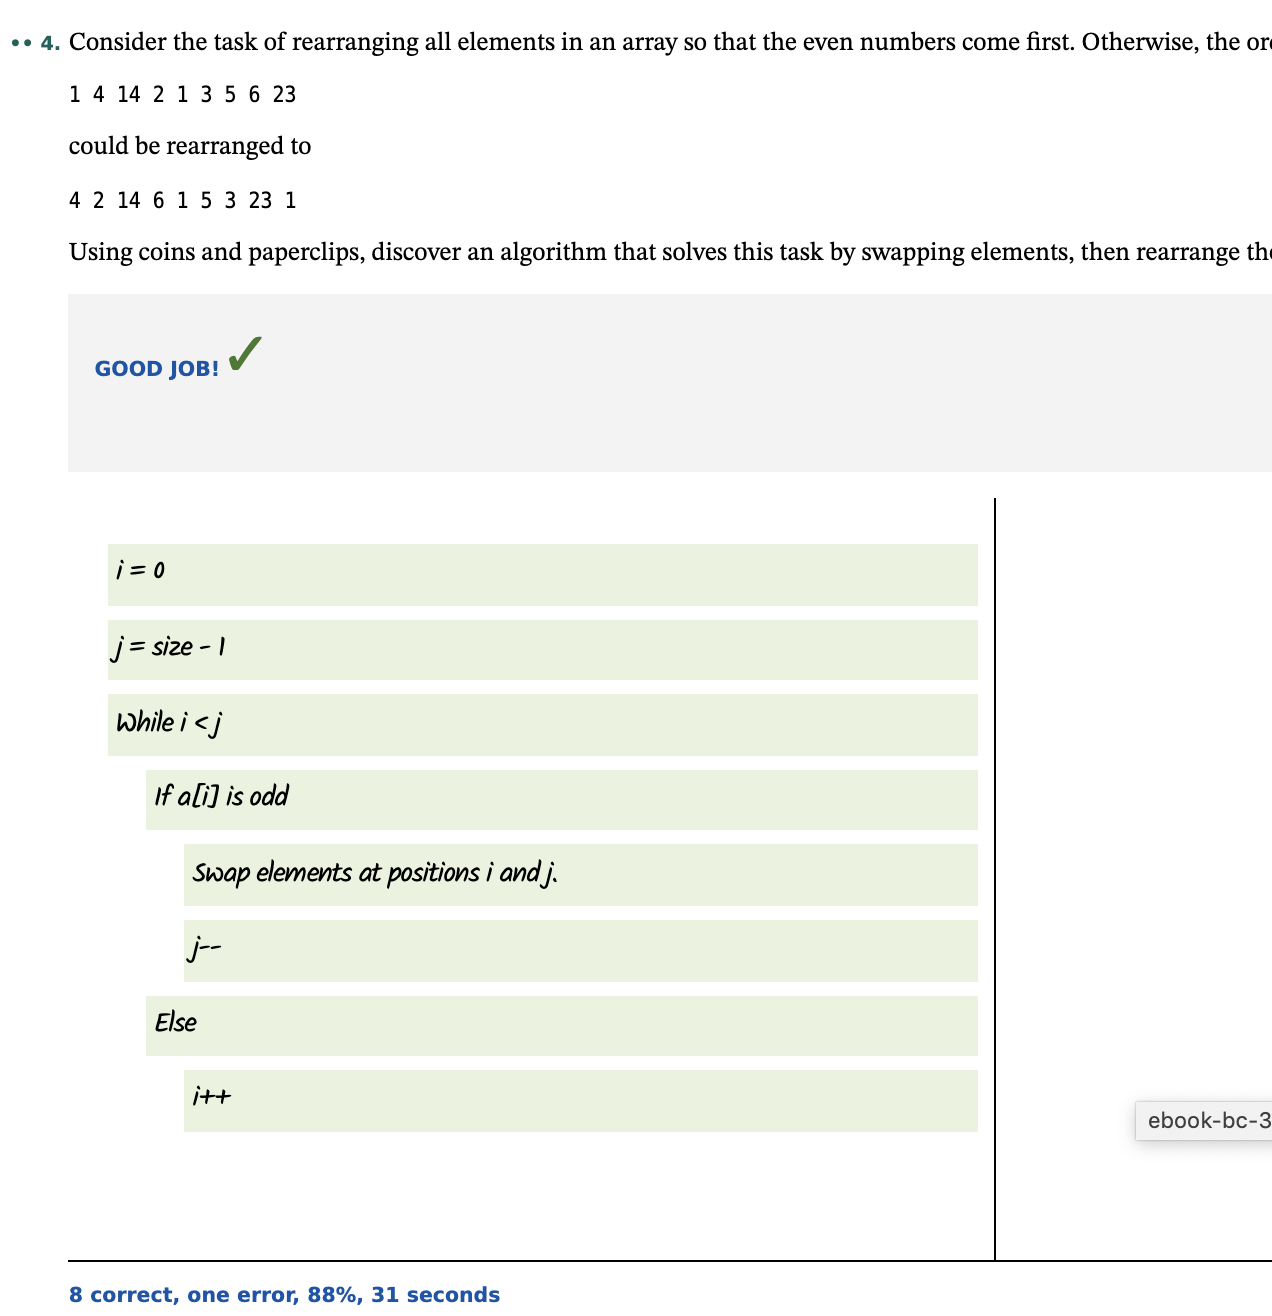 •• 4. Consider the task of rearranging all elements in an array so that the even numbers come first. Otherwise, the
1 4 14 2 1 3 5 6 23
could be rearranged to
4 2 14 6 1 5 3 23 1
Using coins and paperclips, discover an algorithm that solves this task by swapping elements, then rearrange
GOOD JOB! ✓
i = 0
j = size - 1
While i < j
If a[i] is odd
Swap elements at positions i and j.
j--
Else
i++
ebook-bc-3
8 correct, one error, 88%, 31 seconds